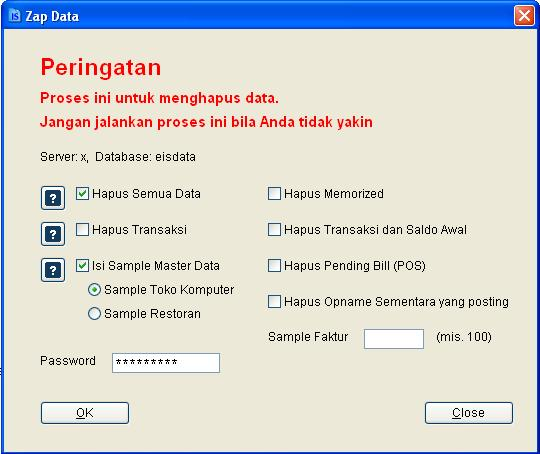 Zap Data
Peringatan
Proses ini untuk menghapus data.
Jangan jalankan proses ini bila Anda tidak yakin
Server: x, Database: eisdata
Hapus Semua Data
Hapus Memorized
Hapus Transaksi
Hapus Transaksi dan Saldo Awal
Isi Sample Master Data
Hapus Pending Bill (POS)
Sample Toko Komputer
Hapus Opname Sementara yang posting
Sample Restoran
Sample Faktur (mis. 100)
Password *********
OK
Close